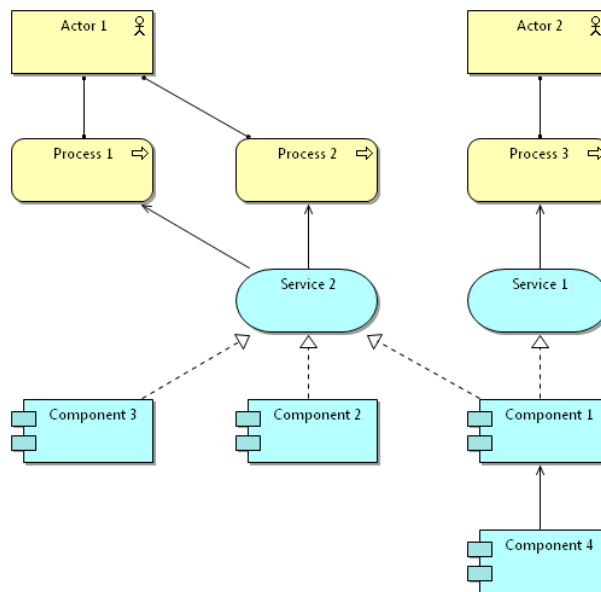 Actor 1
Actor 2
Process 1
Process 2
Process 3
Service 2
Service 1
Component 3
Component 2
Component 1
Component 4